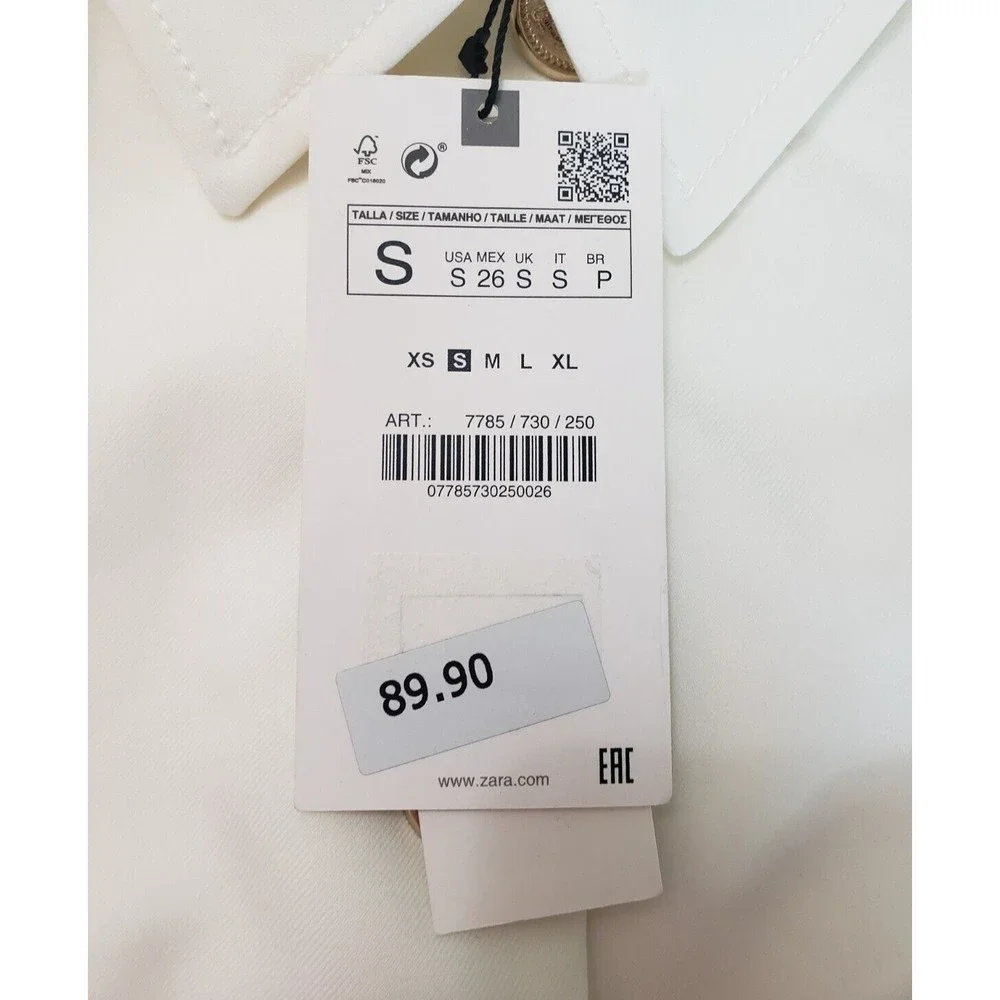 FSC
MIX
FSC™C018020
®
TALLA / SIZE / TAMANHO / TAILLE / MAAT / ΜΕΓΕΘΟΣ
S
USA MEX UK IT BR
S 26 S S P
XS S M L XL
ART.: 7785 / 730 / 250
07785730250026
89.90
www.zara.com
EAC